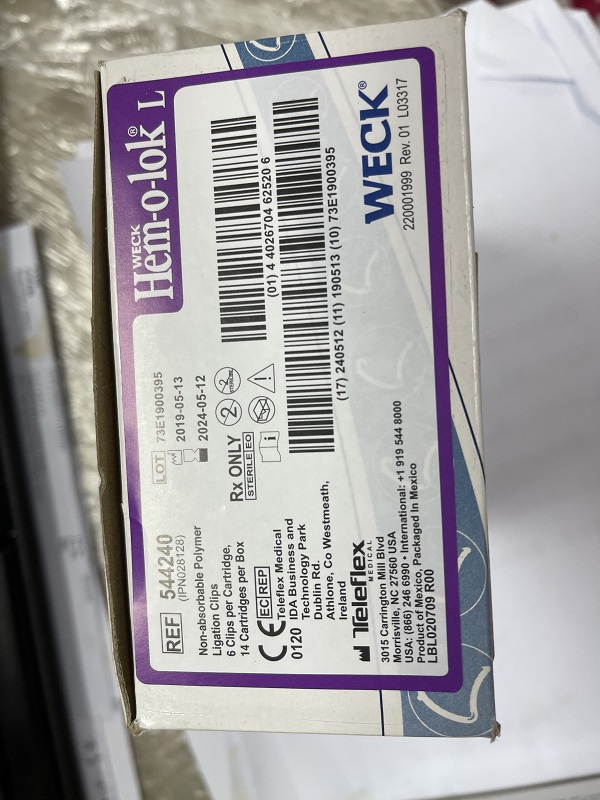 WECK
Hem-o-lok® L
REF 544240
(IPN028128)
LOT 73E1900395
2019-05-13
2024-05-12
Non-absorbable Polymer
Ligation Clips
6 Clips per Cartridge,
14 Cartridges per Box
Rx ONLY
STERILE EO
2
2
STERILIZE
i
(01) 4 4026704 62520 6
CE
0120
EC REP
Teleflex Medical
IDA Business and
Technology Park
Dublin Rd.
Athlone, Co Westmeath,
Ireland
(17) 240512 (11) 190513 (10) 73E1900395
Teleflex
MEDICAL
3015 Carrington Mill Blvd
Morrisville, NC 27560 USA
USA: (866) 246 6990 • International: +1 919 544 8000
Product of Mexico, Packaged In Mexico
LBL020709 R00
WECK®
220001999 Rev. 01 L03317